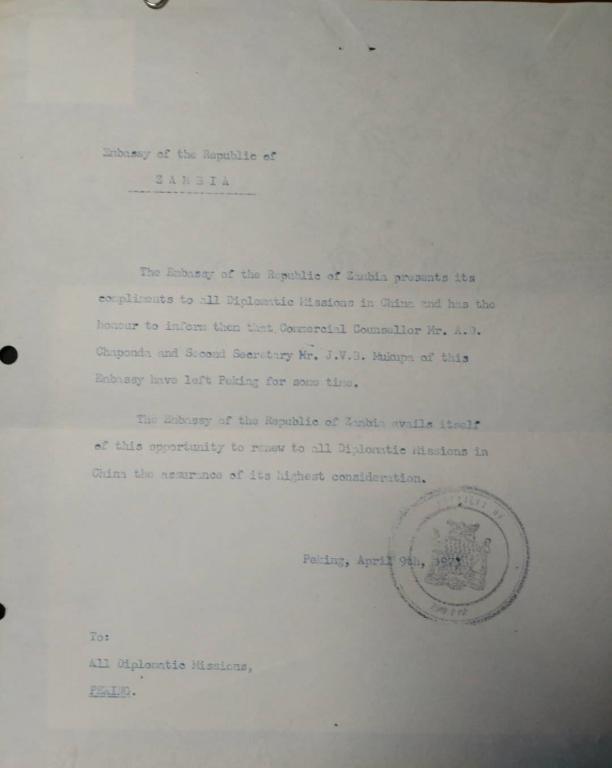 Embassy of the Republic of
ZAMBIA
The Embassy of the Republic of Zambia presents its
compliments to all Diplomatic Missions in China and has the
honour to inform them that Commercial Counsellor Mr. A.D.
Chaponda and Second Secretary Mr. J.V.B. Mukupa of this
Embassy have left Peking for some time.
The Embassy of the Republic of Zambia avails itself
of this opportunity to renew to all Diplomatic Missions in
China the assurance of its highest consideration.
REPUBLIC OF
Peking, April 9th,
To:
All Diplomatic Missions,
PEKING.